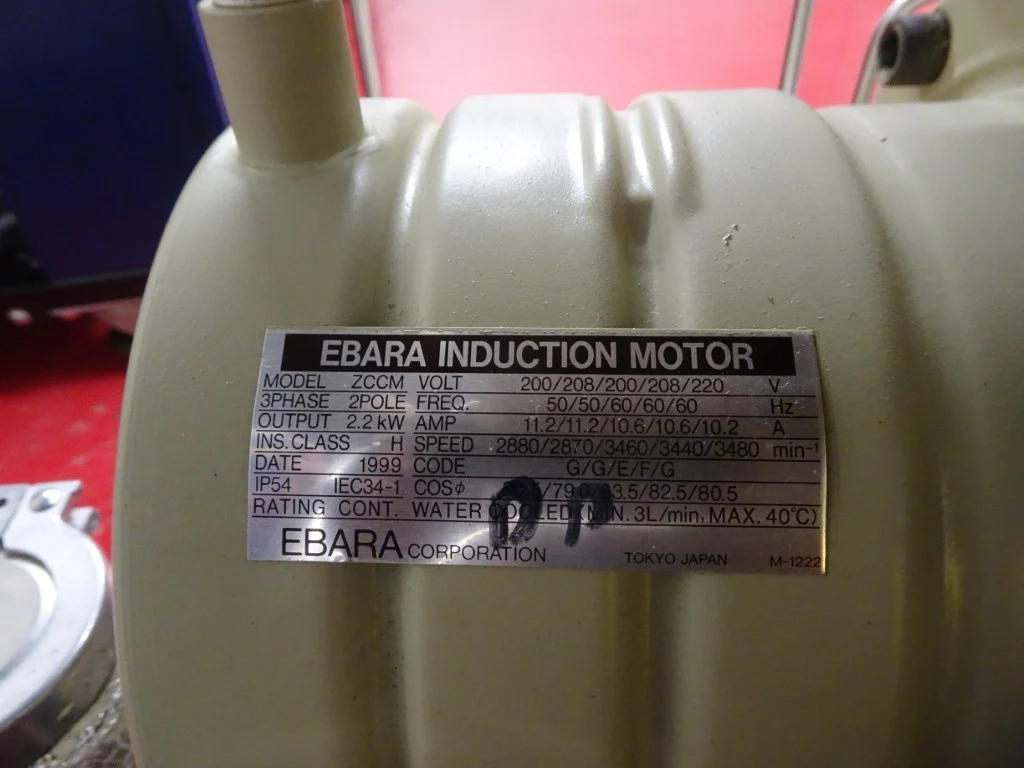 EBARA INDUCTION MOTOR
MODEL ZCCM VOLT 200/208/200/208/220 V
3PHASE 2POLE FREQ. 50/50/60/60/60 Hz
OUTPUT 2.2 kW AMP 11.2/11.2/10.6/10.6/10.2 A
INS. CLASS H SPEED 2880/2870/3460/3440/3480 min⁻¹
DATE 1999 CODE G/G/E/F/G
IP54 IEC34-1 COSφ /79.0/83.5/82.5/80.5
RATING CONT. WATER COOLED(MIN. 3L/min, MAX. 40℃)
EBARA CORPORATION TOKYO JAPAN M-1222